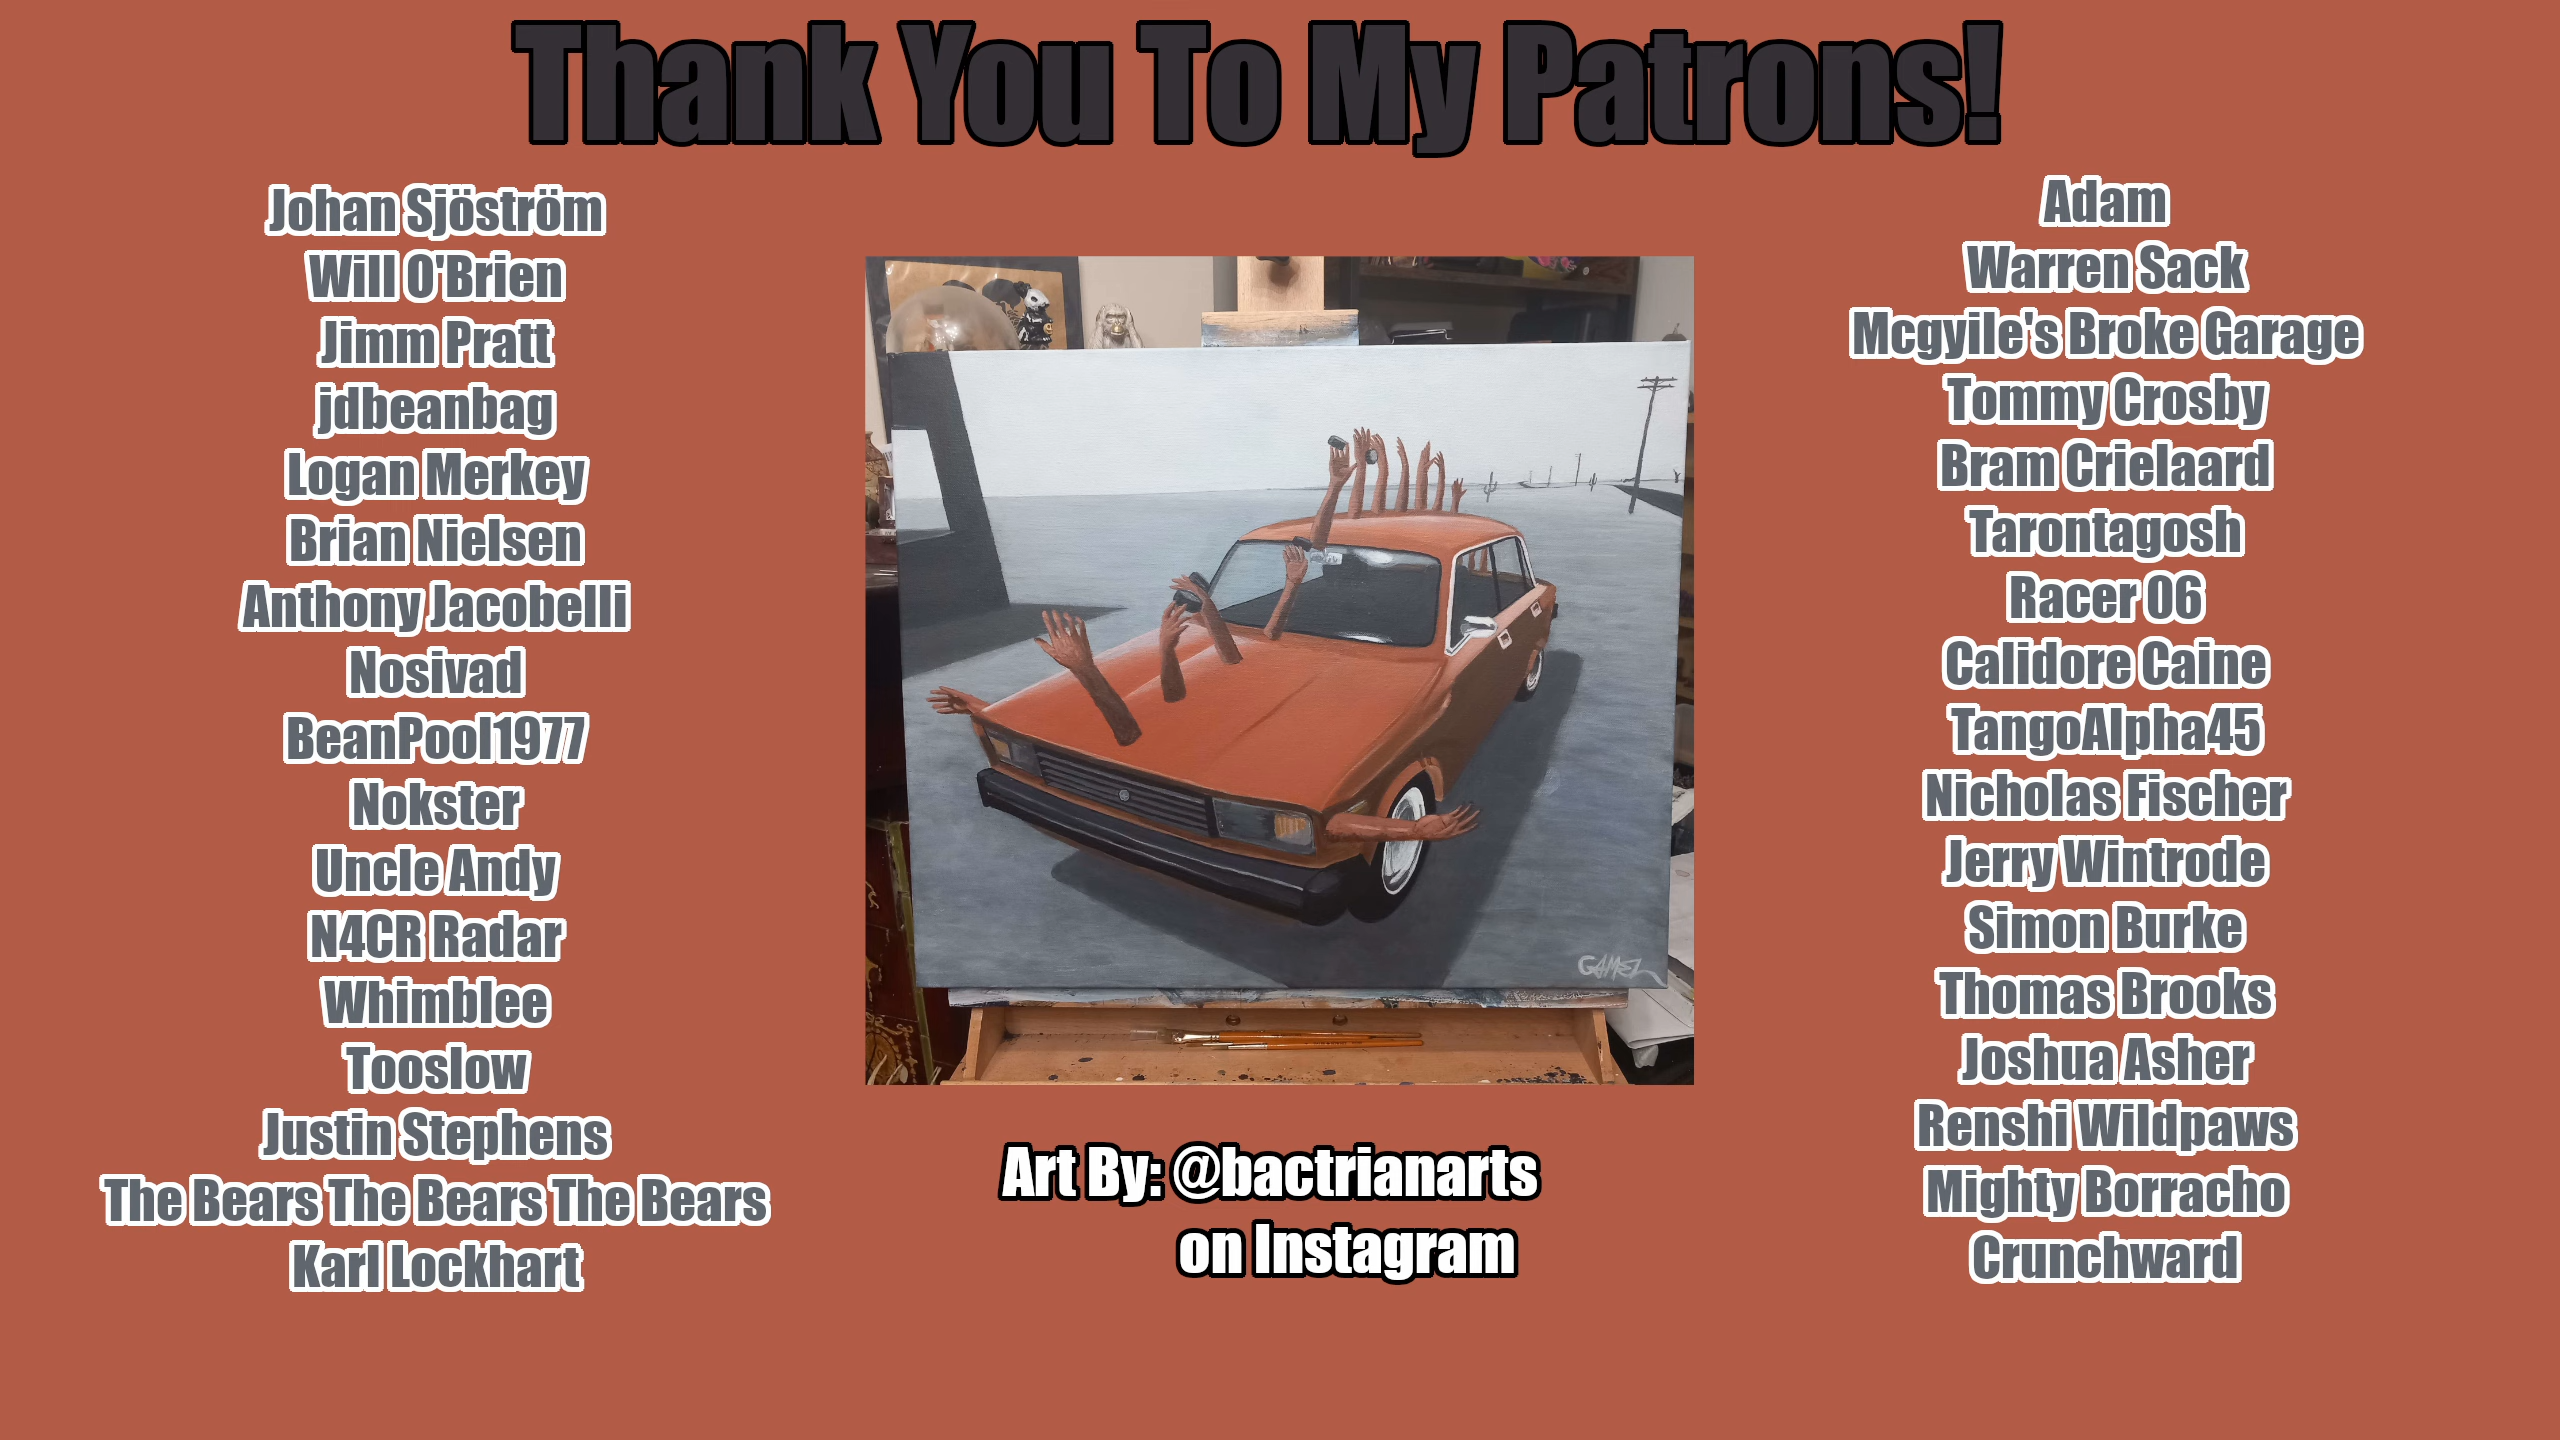 Thank You To My Patrons!
Johan Sjöström
Will O'Brien
Jimm Pratt
jdbeanbag
Logan Merkey
Brian Nielsen
Anthony Jacobelli
Nosivad
BeanPool1977
Nokster
Uncle Andy
N4CR Radar
Whimblee
Tooslow
Justin Stephens
The Bears The Bears The Bears
Karl Lockhart
GAMEZ
Art By: @bactrianarts
on Instagram
Adam
Warren Sack
Mcgyile's Broke Garage
Tommy Crosby
Bram Crielaard
Tarontagosh
Racer 06
Calidore Caine
TangoAlpha45
Nicholas Fischer
Jerry Wintrode
Simon Burke
Thomas Brooks
Joshua Asher
Renshi Wildpaws
Mighty Borracho
Crunchward